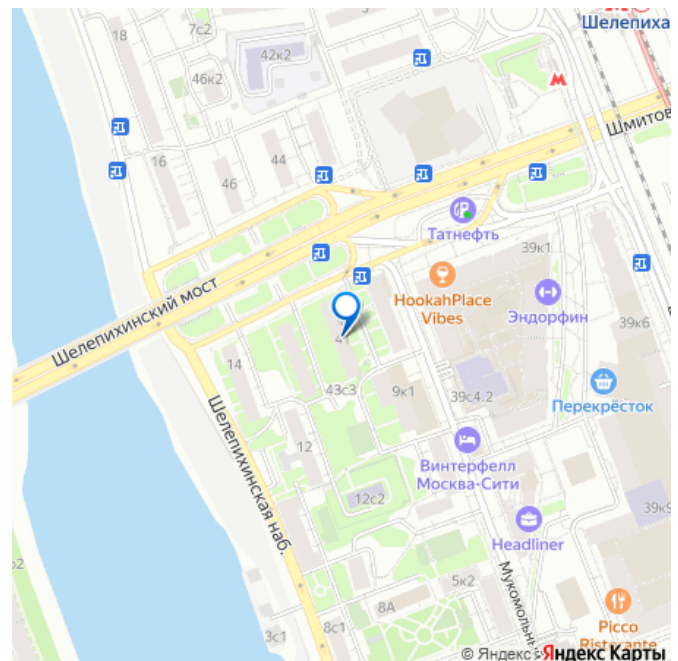 7с2
18
42к2
Шелепиха
46к2
16
44
46
Шмитов
Татнефть
39к1
HookahPlace
Vibes
Эндорфин
Шелепихинский мост
41
39к6
14
43с3
9к1
39с4.2
Перекрёсток
Шелепихинская наб.
12
Винтерфелл
Москва-Сити
12с2
39к9
Headliner
5к2
Мукомольны
8А
8с1
3с1
Picco
Ristorante
© Яндекс
Яндекс Карты